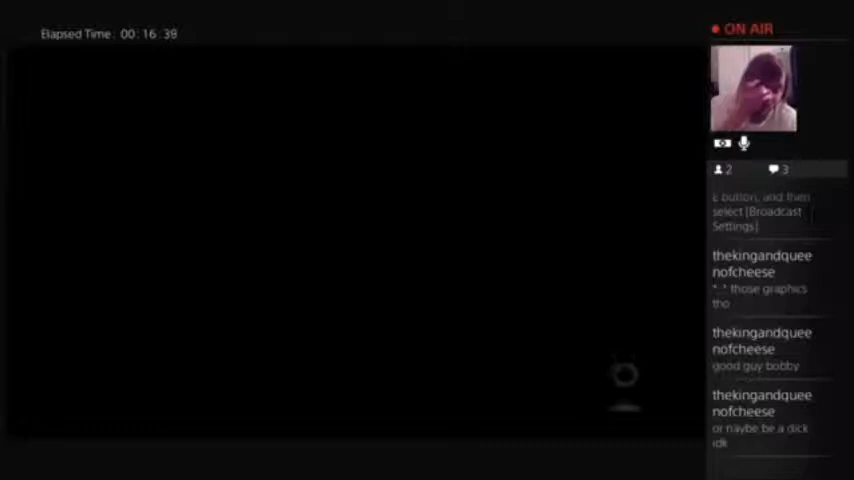 Elapsed Time: 00:16:39
ON AIR
2
3
E button, and then
select [Broadcast
Settings]
thekingandquee
nofcheese
*.* those graphics
tho
thekingandquee
nofcheese
good guy bobby
thekingandquee
nofcheese
or naybe be a dick
idk